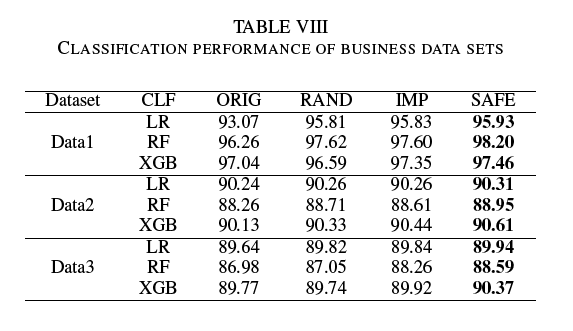 TABLE VIII
CLASSIFICATION PERFORMANCE OF BUSINESS DATA SETS
Dataset CLF ORIG RAND IMP SAFE
LR 93.07 95.81 95.83 95.93
Data1 RF 96.26 97.62 97.60 98.20
XGB 97.04 96.59 97.35 97.46
LR 90.24 90.26 90.26 90.31
Data2 RF 88.26 88.71 88.61 88.95
XGB 90.13 90.33 90.44 90.61
LR 89.64 89.82 89.84 89.94
Data3 RF 86.98 87.05 88.26 88.59
XGB 89.77 89.74 89.92 90.37